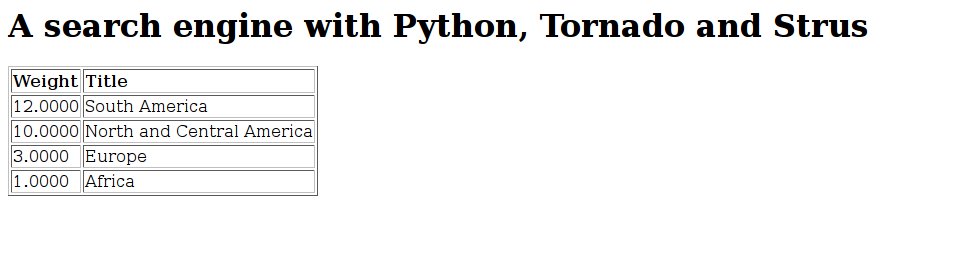 A search engine with Python, Tornado and Strus
Weight Title
12.0000 South America
10.0000 North and Central America
3.0000 Europe
1.0000 Africa